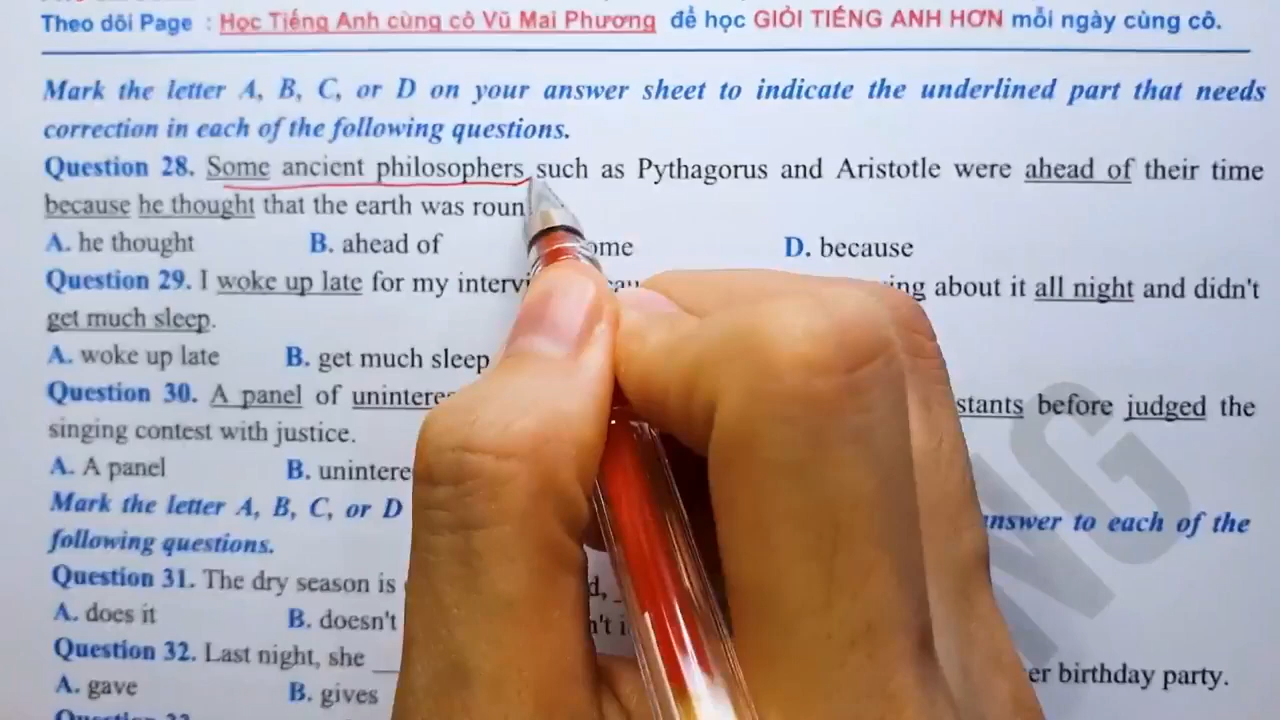 Theo dõi Page : Học Tiếng Anh cùng cô Vũ Mai Phương để học GIỎI TIẾNG ANH HƠN mỗi ngày cùng cô.
Mark the letter A, B, C, or D on your answer sheet to indicate the underlined part that needs
correction in each of the following questions.
Question 28. Some ancient philosophers such as Pythagorus and Aristotle were ahead of their time
because he thought that the earth was roun
A. he thought B. ahead of ome D. because
Question 29. I woke up late for my interv about it all night and didn't
get much sleep.
A. woke up late B. get much sleep
Question 30. A panel of unintere stants before judged the
singing contest with justice.
A. A panel B. unintere
Mark the letter A, B, C, or D answer to each of the
following questions.
Question 31. The dry season is d, _
A. does it B. doesn't n't i
Question 32. Last night, she __ er birthday party.
A. gave B. gives
NG